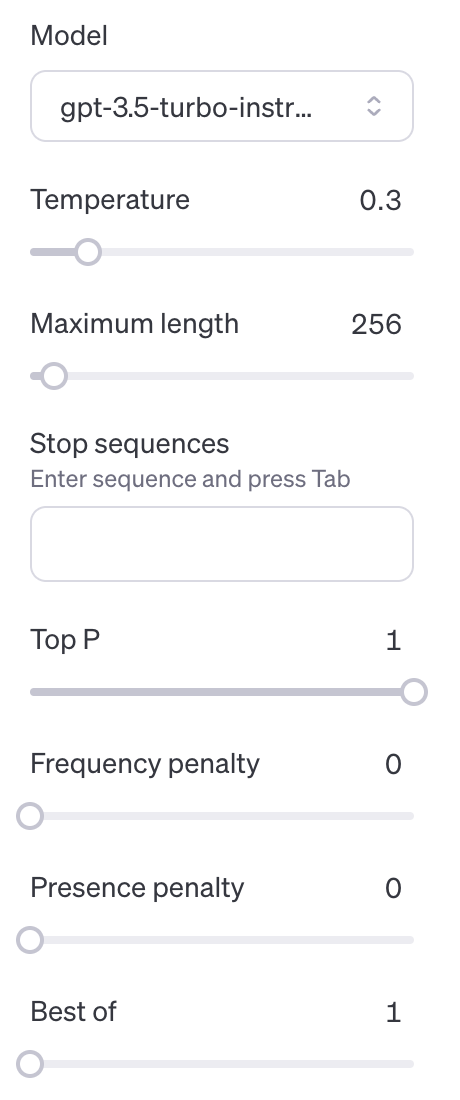 Model
gpt-3.5-turbo-instr...
Temperature 0.3
Maximum length 256
Stop sequences
Enter sequence and press Tab
Top P 1
Frequency penalty 0
Presence penalty 0
Best of 1